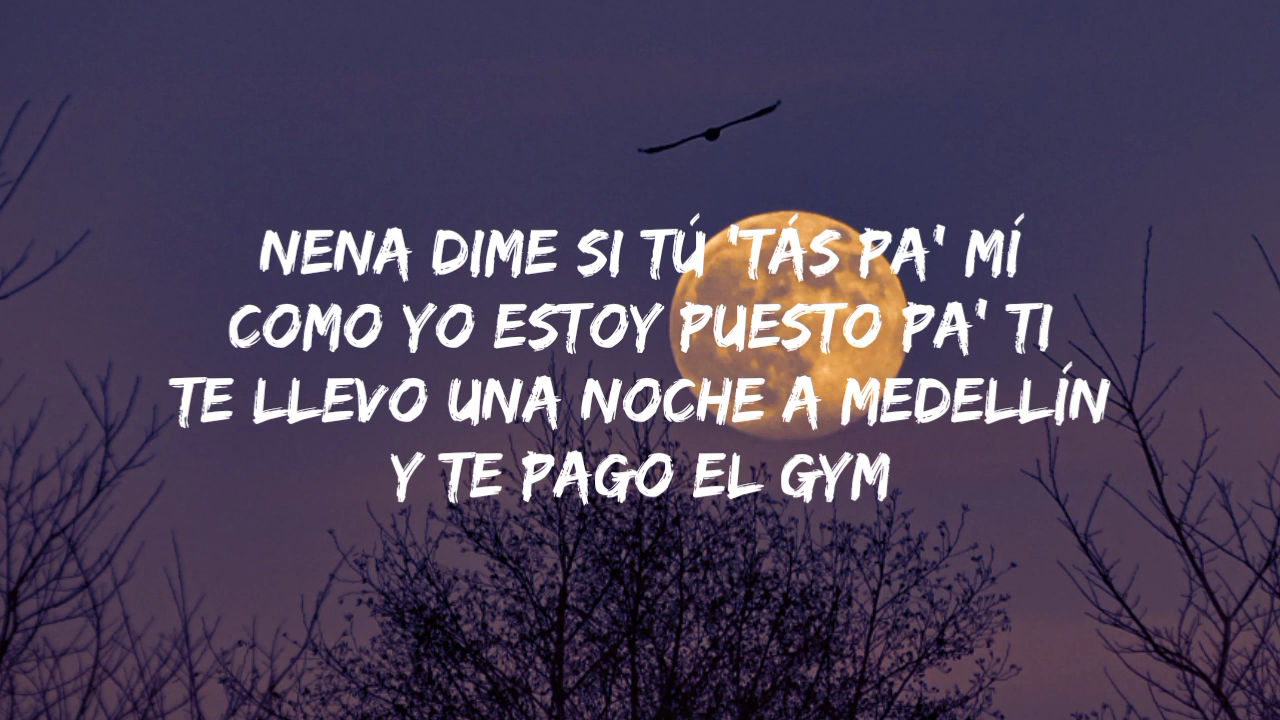 NENA DIME SI TÚ 'TÁS PA' MÍ
COMO YO ESTOY PUESTO PA' TI
TE LLEVO UNA NOCHE A MEDELLÍN
Y TE PAGO EL GYM